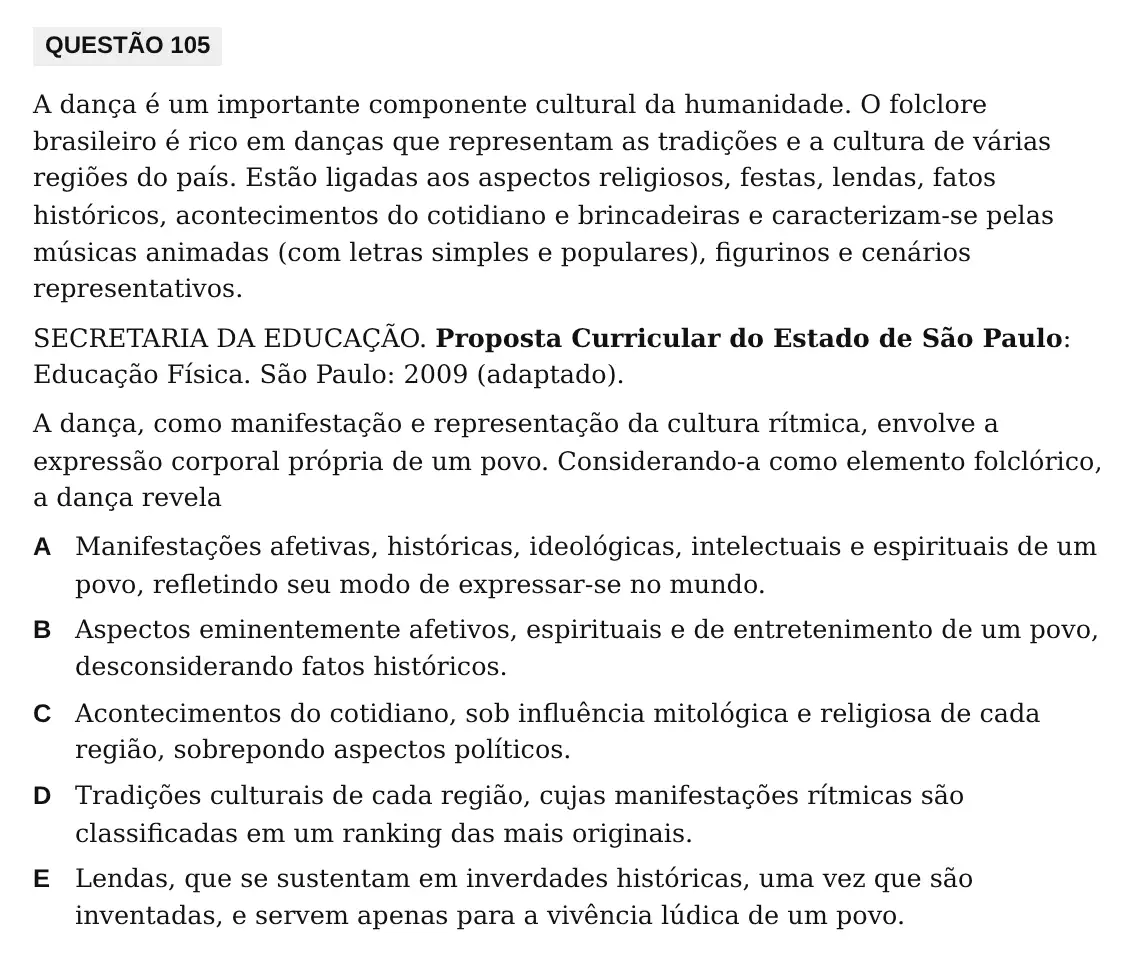 QUESTÃO 105
A dança é um importante componente cultural da humanidade. O folclore
brasileiro é rico em danças que representam as tradições e a cultura de várias
regiões do país. Estão ligadas aos aspectos religiosos, festas, lendas, fatos
históricos, acontecimentos do cotidiano e brincadeiras e caracterizam-se pelas
músicas animadas (com letras simples e populares), figurinos e cenários
representativos.
SECRETARIA DA EDUCAÇÃO. Proposta Curricular do Estado de São Paulo:
Educação Física. São Paulo: 2009 (adaptado).
A dança, como manifestação e representação da cultura rítmica, envolve a
expressão corporal própria de um povo. Considerando-a como elemento folclórico,
a dança revela
A Manifestações afetivas, históricas, ideológicas, intelectuais e espirituais de um
povo, refletindo seu modo de expressar-se no mundo.
B Aspectos eminentemente afetivos, espirituais e de entretenimento de um povo,
desconsiderando fatos históricos.
C Acontecimentos do cotidiano, sob influência mitológica e religiosa de cada
região, sobrepondo aspectos políticos.
D Tradições culturais de cada região, cujas manifestações rítmicas são
classificadas em um ranking das mais originais.
E Lendas, que se sustentam em inverdades históricas, uma vez que são
inventadas, e servem apenas para a vivência lúdica de um povo.